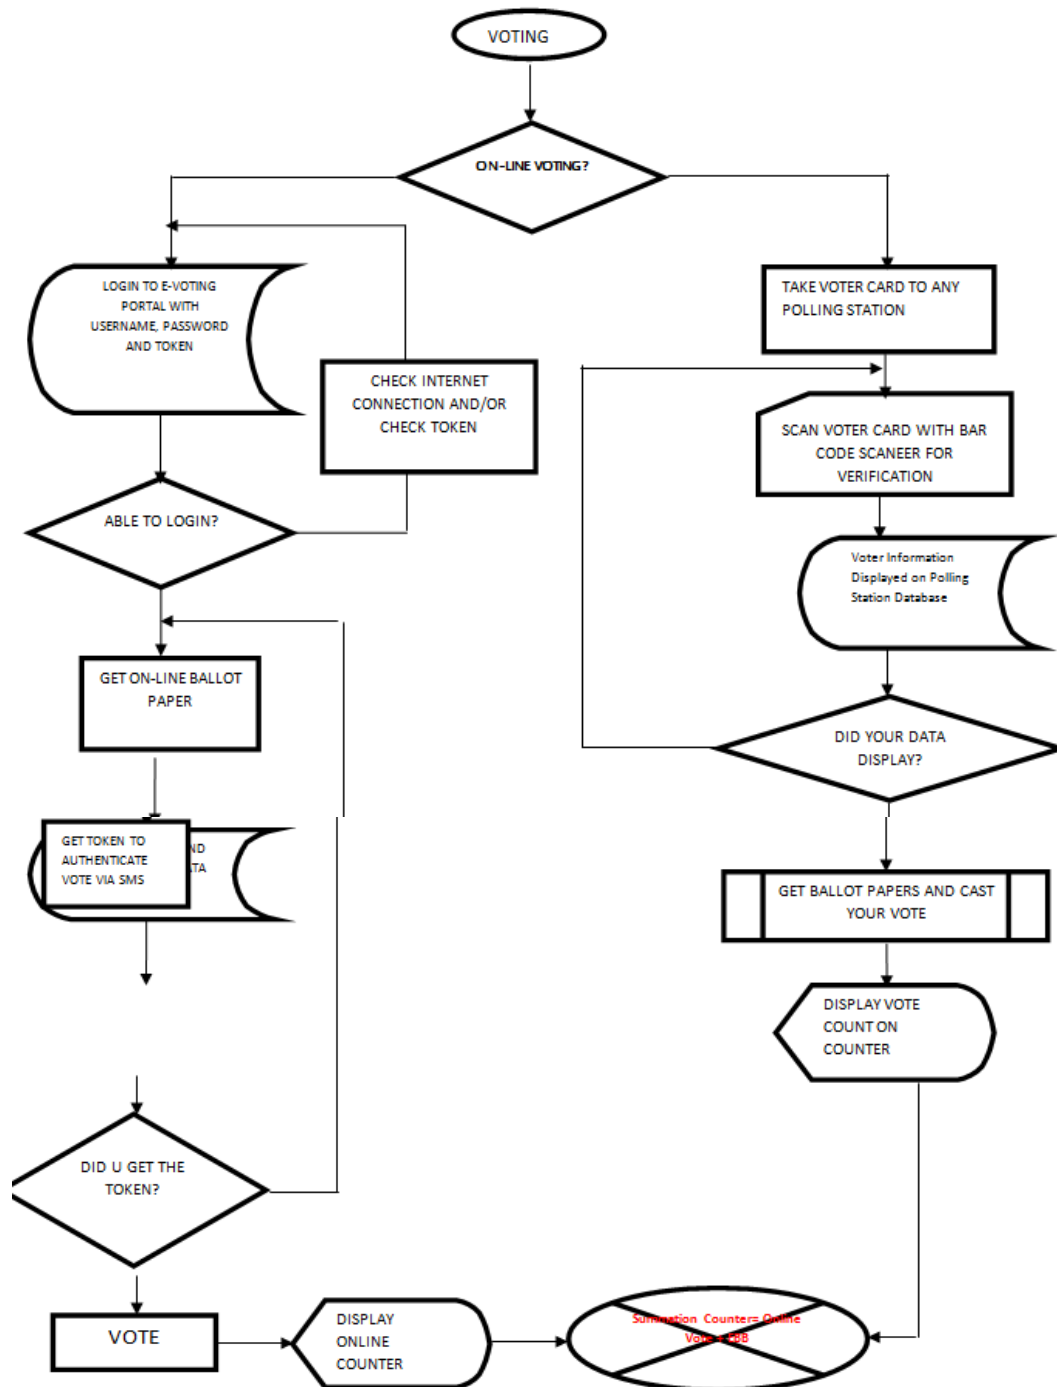 VOTING
ON-LINE VOTING?
LOGIN TO E-VOTING
PORTAL WITH
USERNAME, PASSWORD
AND TOKEN
CHECK INTERNET
CONNECTION AND/OR
CHECK TOKEN
ABLE TO LOGIN?
GET ON-LINE BALLOT
PAPER
GET TOKEN TO
AUTHENTICATE
VOTE VIA SMS
DID U GET THE
TOKEN?
VOTE
DISPLAY
ONLINE
COUNTER
TAKE VOTER CARD TO ANY
POLLING STATION
SCAN VOTER CARD WITH BAR
CODE SCANEER FOR
VERIFICATION
Voter Information
Displayed on Polling
Station Database
DID YOUR DATA
DISPLAY?
GET BALLOT PAPERS AND CAST
YOUR VOTE
DISPLAY VOTE
COUNT ON
COUNTER
Summation Counter= Online
Vote +